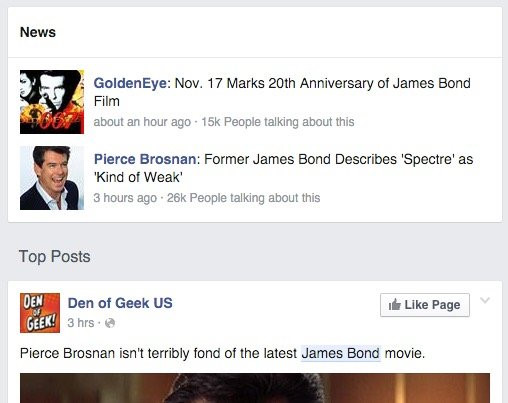 News
GoldenEye: Nov. 17 Marks 20th Anniversary of James Bond
Film
about an hour ago · 15k People talking about this
Pierce Brosnan: Former James Bond Describes 'Spectre' as
'Kind of Weak'
3 hours ago · 26k People talking about this
Top Posts
DEN
OF
GEEK!
Den of Geek US
Like Page
3 hrs ·
Pierce Brosnan isn't terribly fond of the latest James Bond movie.